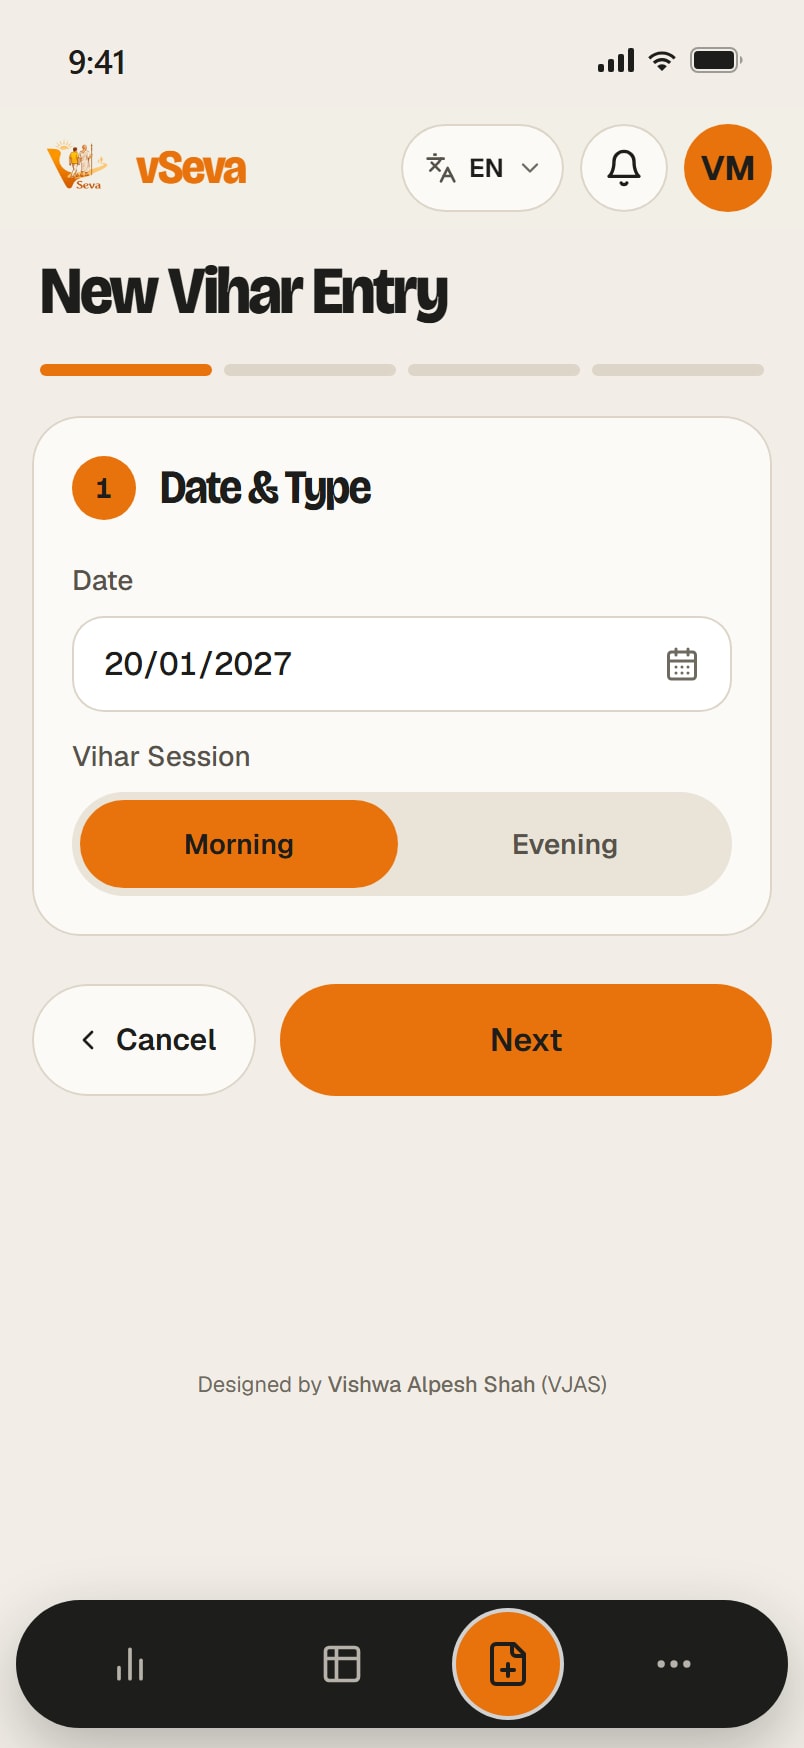 9:41
Seva
vSeva
EN
VM
New Vihar Entry
1
Date & Type
Date
20/01/2027
Vihar Session
Morning
Evening
Cancel
Next
Designed by Vishwa Alpesh Shah (VJAS)